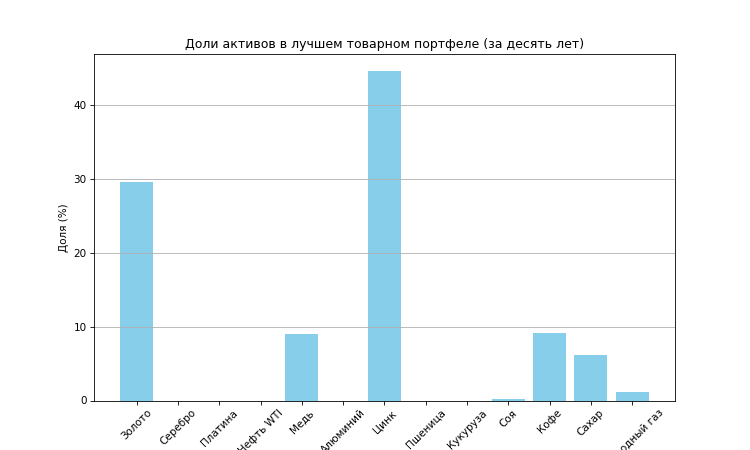 Доли активов в лучшем товарном портфеле (за десять лет)
Доля (%)
40
30
20
10
0
Золото
Серебро
Платина
Нефть WTI
Медь
Алюминий
Цинк
Пшеница
Кукуруза
Соя
Кофе
Сахар
газ